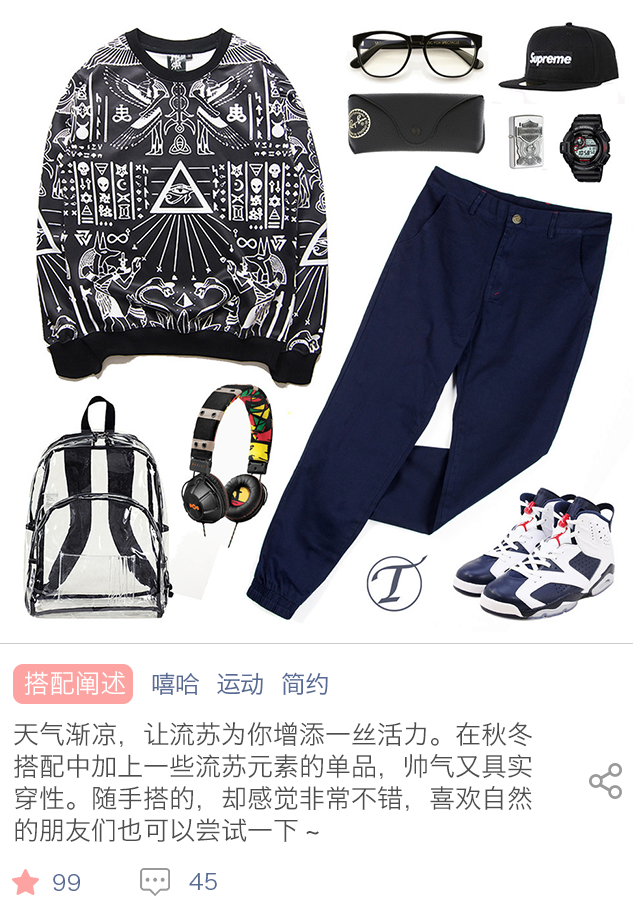 Supreme
搭配阐述 嘻哈 运动 简约
天气渐凉，让流苏为你增添一丝活力。在秋冬
搭配中加上一些流苏元素的单品，帅气又具实
穿性。随手搭的，却感觉非常不错，喜欢自然
的朋友们也可以尝试一下 ~
99 45